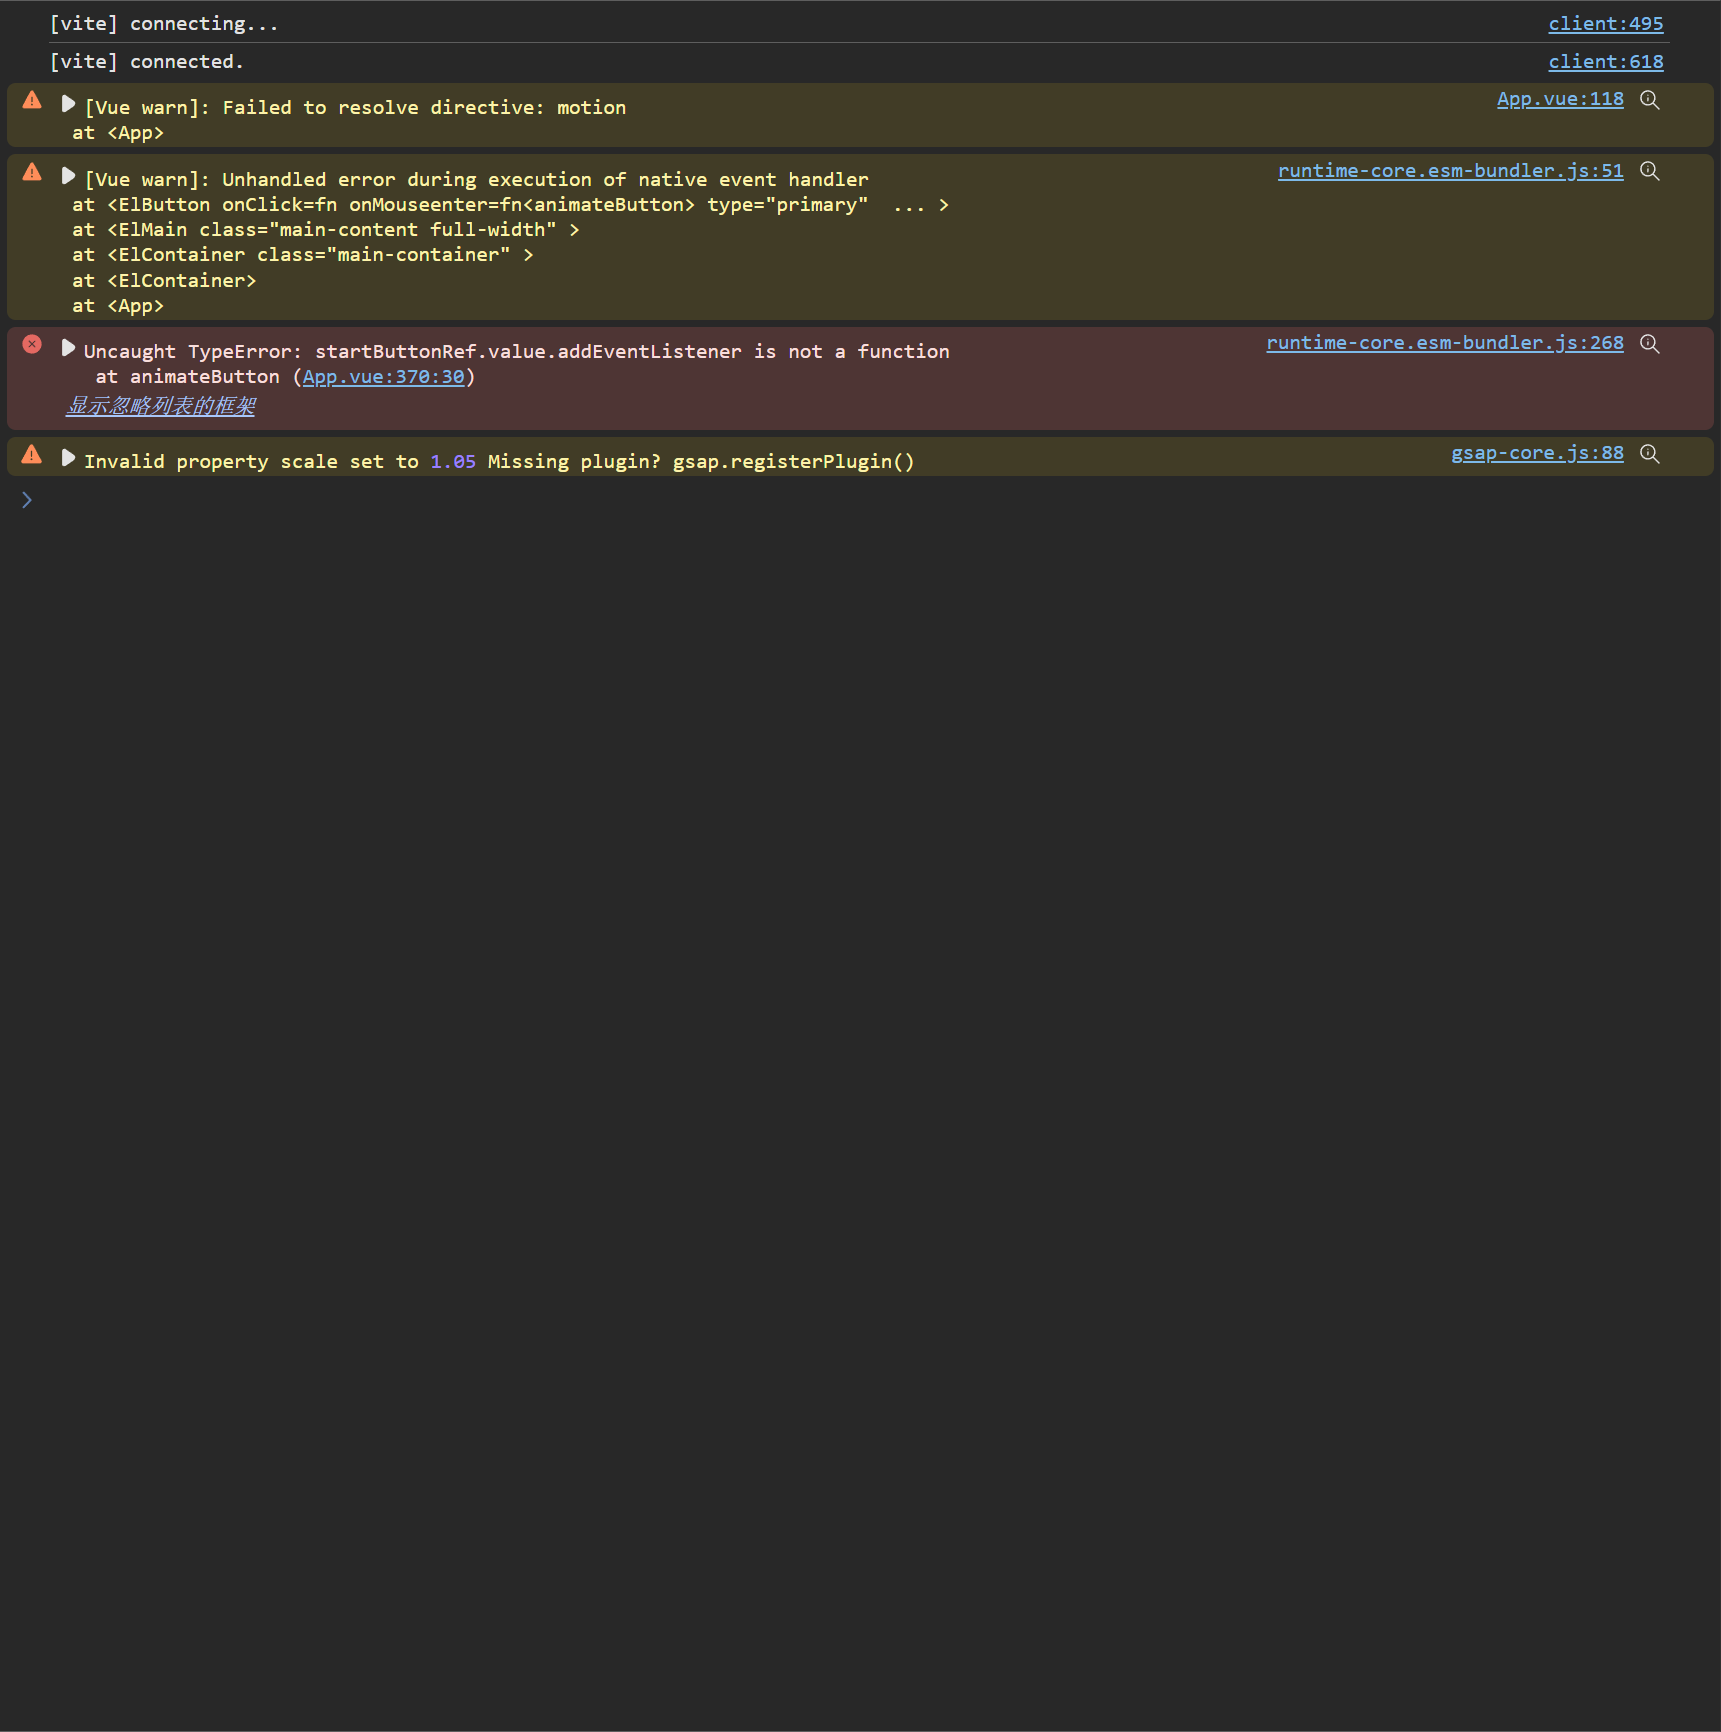 [vite] connecting... client:495
[vite] connected. client:618
[Vue warn]: Failed to resolve directive: motion App.vue:118
at <App>
[Vue warn]: Unhandled error during execution of native event handler runtime-core.esm-bundler.js:51
at <ElButton onClick=fn onMouseenter=fn<animateButton> type="primary"  ... >
at <ElMain class="main-content full-width" >
at <ElContainer class="main-container" >
at <ElContainer>
at <App>
Uncaught TypeError: startButtonRef.value.addEventListener is not a function runtime-core.esm-bundler.js:268
at animateButton (App.vue:370:30)
显示忽略列表的框架
Invalid property scale set to 1.05 Missing plugin? gsap.registerPlugin() gsap-core.js:88